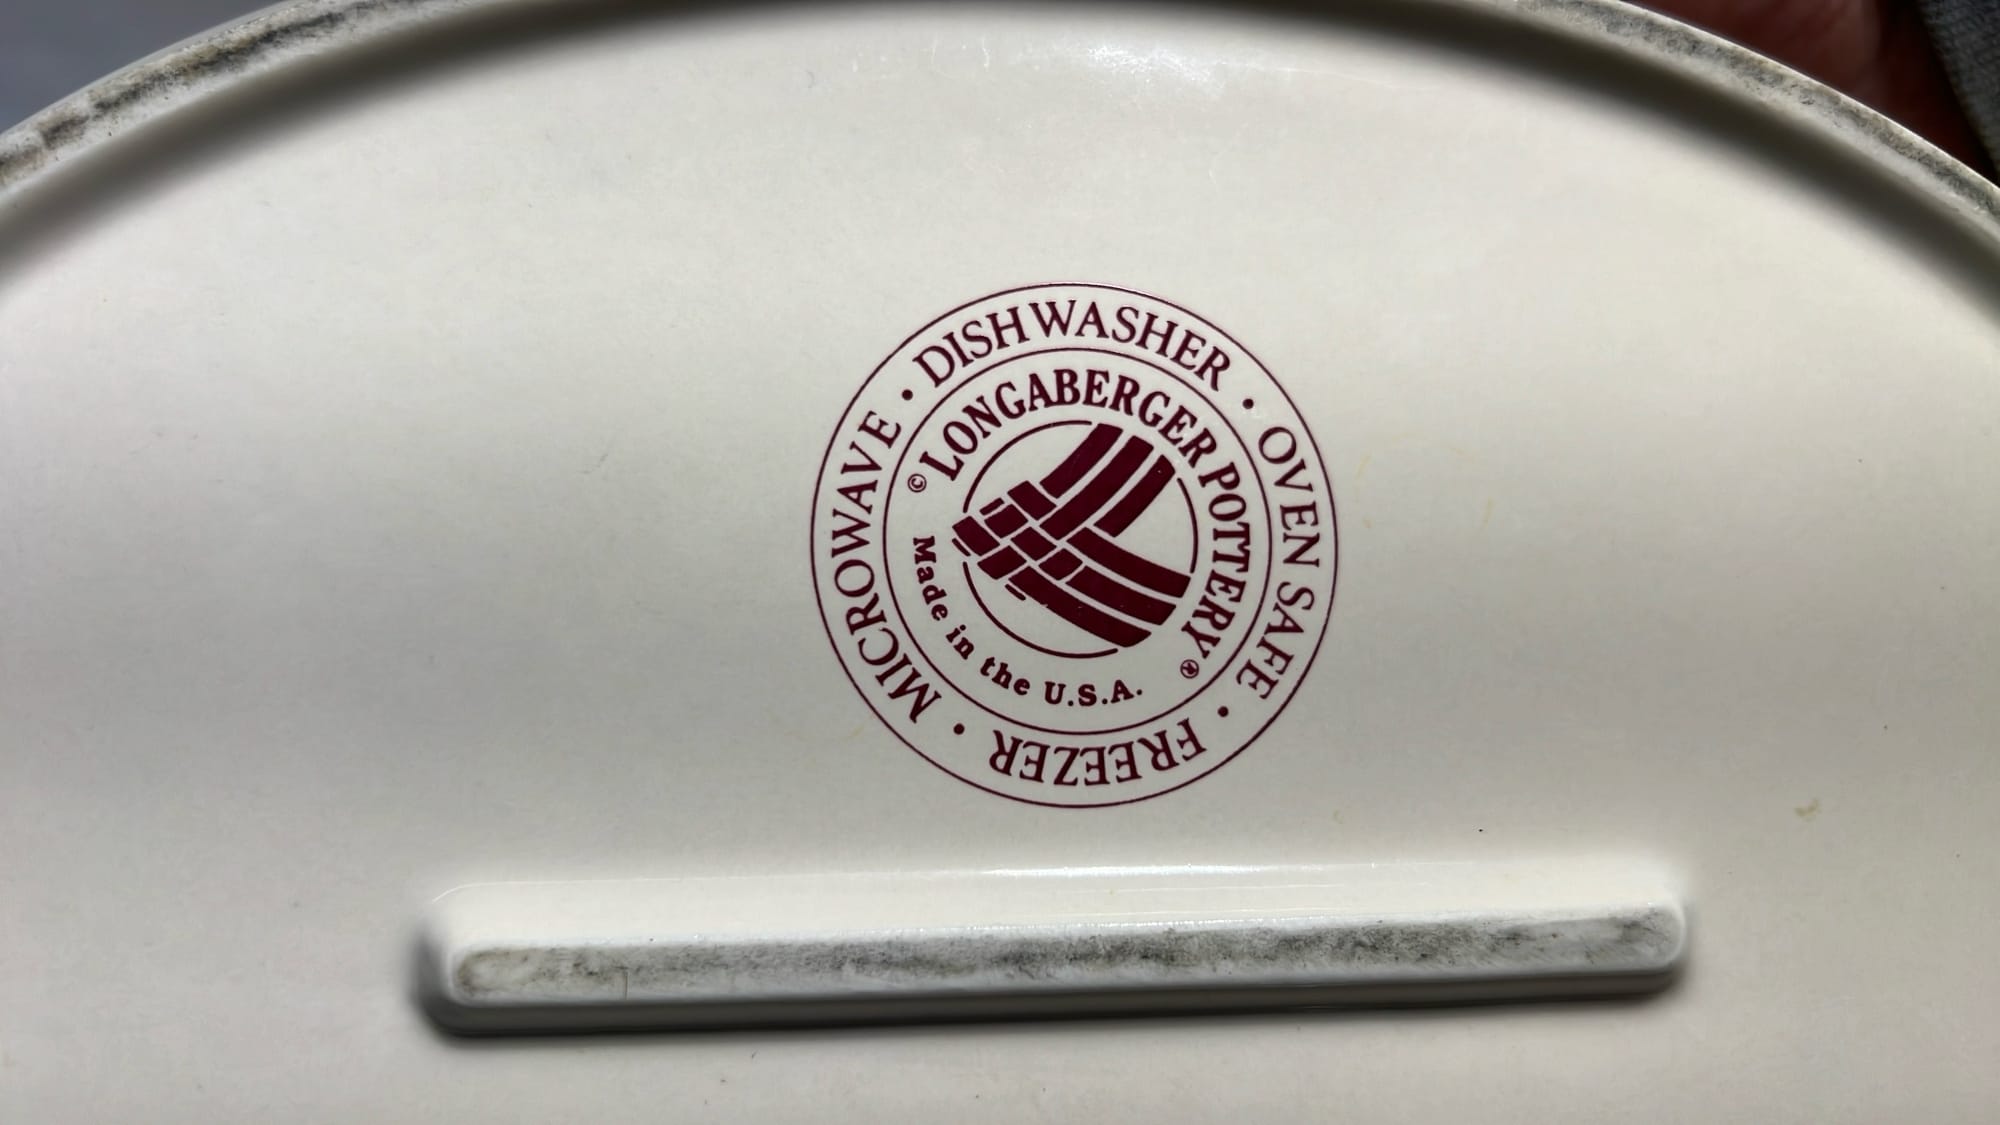 MICROWAVE • DISHWASHER • OVEN SAFE • FREEZER •
© LONGABERGER POTTERY ®
Made in the U.S.A.